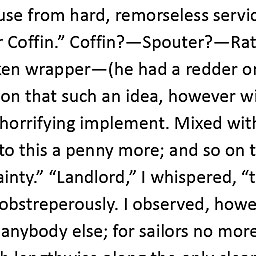 use from hard, remorseless servic
r Coffin.” Coffin?—Spouter?—Rat
ken wrapper—(he had a redder or
on that such an idea, however wi
horrifying implement. Mixed with
to this a penny more; and so on t
ainty.” “Landlord,” I whispered, “t
obstreperously. I observed, howe
anybody else; for sailors no more